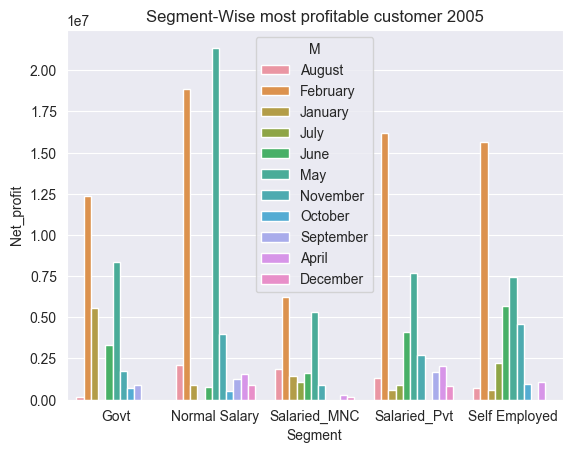 Segment-Wise most profitable customer 2005
1e7
M
August
February
January
July
June
May
November
October
September
April
December
2.00
1.75
1.50
1.25
1.00
0.75
0.50
0.25
0.00
Net_profit
Govt Normal Salary Salaried_MNC Salaried_Pvt Self Employed
Segment